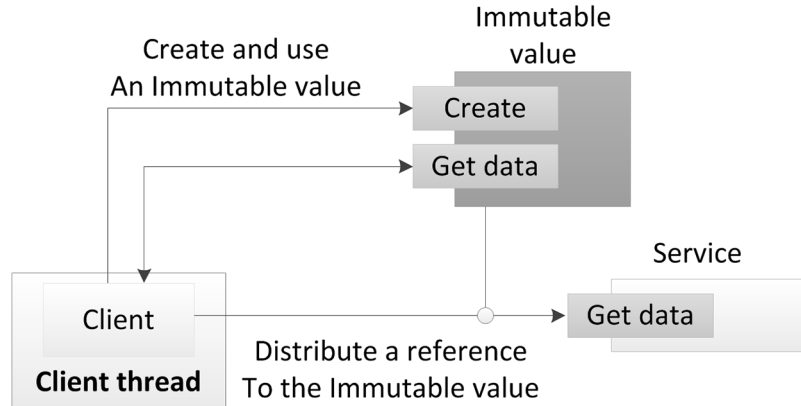 Immutable
value
Create and use
An Immutable value
Create
Get data
Service
Client
Get data
Distribute a reference
To the Immutable value
Client thread